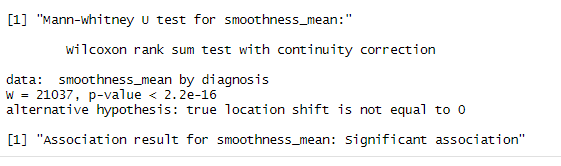 [1] "Mann-Whitney U test for smoothness_mean:"
Wilcoxon rank sum test with continuity correction
data:  smoothness_mean by diagnosis
W = 21037, p-value < 2.2e-16
alternative hypothesis: true location shift is not equal to 0
[1] "Association result for smoothness_mean: Significant association"